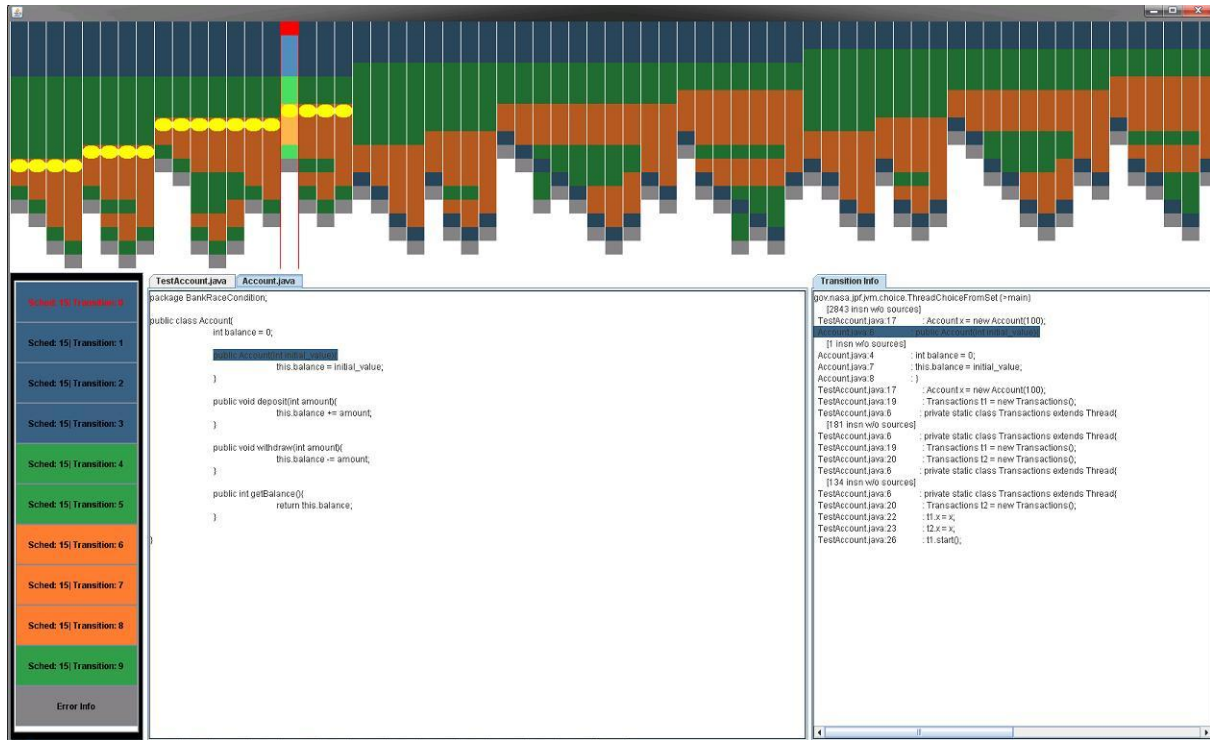 Sched: 15| Transition: 0
Sched: 15| Transition: 1
Sched: 15| Transition: 2
Sched: 15| Transition: 3
Sched: 15| Transition: 4
Sched: 15| Transition: 5
Sched: 15| Transition: 6
Sched: 15| Transition: 7
Sched: 15| Transition: 8
Sched: 15| Transition: 9
Error Info
TestAccount.java Account.java
package BankRaceCondition;
public class Account{
int balance = 0;
public Account(int initial_value){
this.balance = initial_value;
}
public void deposit(int amount){
this.balance += amount;
}
public void withdraw(int amount){
this.balance -= amount;
}
public int getBalance(){
return this.balance;
}
}
Transition Info
gov.nasa.jpf.jvm.choice.ThreadChoiceFromSet {>main}
[2843 insn w/o sources]
TestAccount.java:17 : Account x = new Account(100);
Account.java:6 : public Account(int initial_value){
[1 insn w/o sources]
Account.java:4 : int balance = 0;
Account.java:7 : this.balance = initial_value;
Account.java:8 : }
TestAccount.java:17 : Account x = new Account(100);
TestAccount.java:19 : Transactions t1 = new Transactions();
TestAccount.java:6 : private static class Transactions extends Thread{
[181 insn w/o sources]
TestAccount.java:6 : private static class Transactions extends Thread{
TestAccount.java:19 : Transactions t1 = new Transactions();
TestAccount.java:20 : Transactions t2 = new Transactions();
TestAccount.java:6 : private static class Transactions extends Thread{
[134 insn w/o sources]
TestAccount.java:6 : private static class Transactions extends Thread{
TestAccount.java:20 : Transactions t2 = new Transactions();
TestAccount.java:22 : t1.x = x;
TestAccount.java:23 : t2.x = x;
TestAccount.java:26 : t1.start();